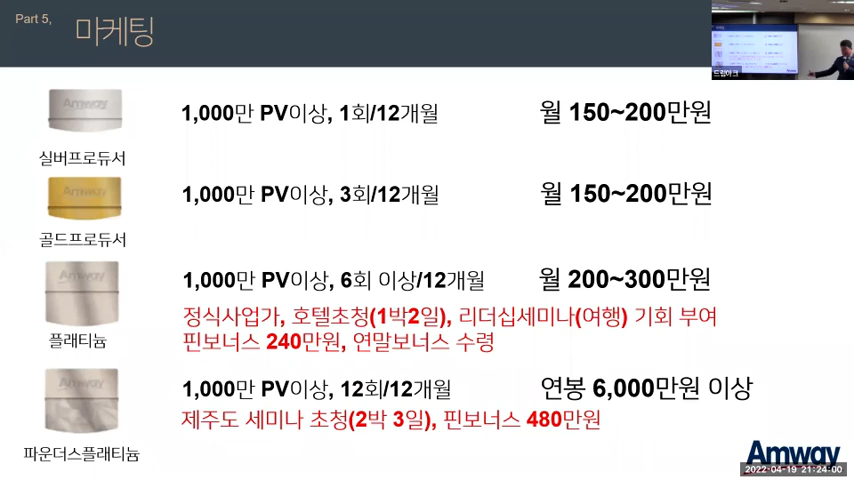 Part 5,
마케팅
드림아크
Amway
1,000만 PV이상, 1회/12개월
월 150~200만원
실버프로듀서
Amway
1,000만 PV이상, 3회/12개월
월 150~200만원
골드프로듀서
Amway
1,000만 PV이상, 6회 이상/12개월
월 200~300만원
정식사업가, 호텔초청(1박2일), 리더십세미나(여행) 기회 부여
핀보너스 240만원, 연말보너스 수령
플래티늄
Amway
1,000만 PV이상, 12회/12개월
연봉 6,000만원 이상
제주도 세미나 초청(2박 3일), 핀보너스 480만원
파운더스플래티늄
Amway
2022-04-19 21:24:00